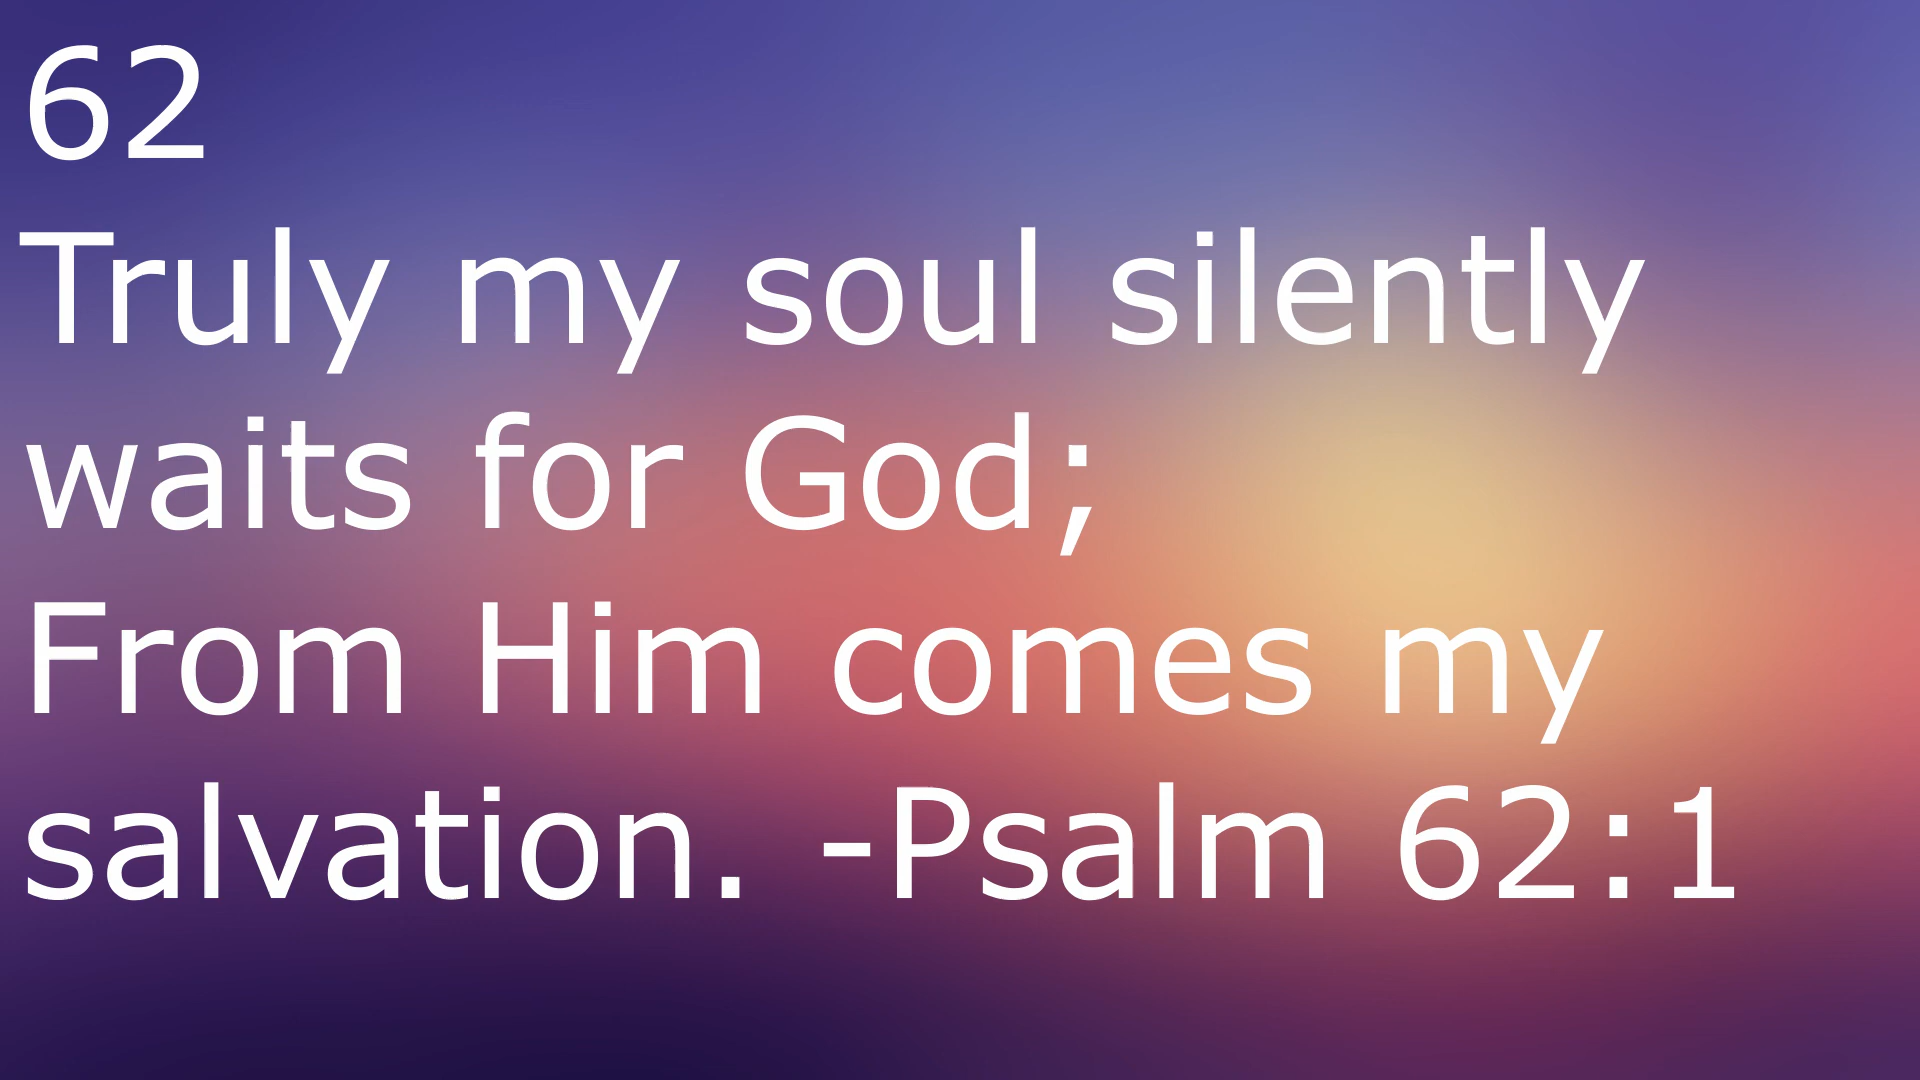 62
Truly my soul silently
waits for God;
From Him comes my
salvation. -Psalm 62:1